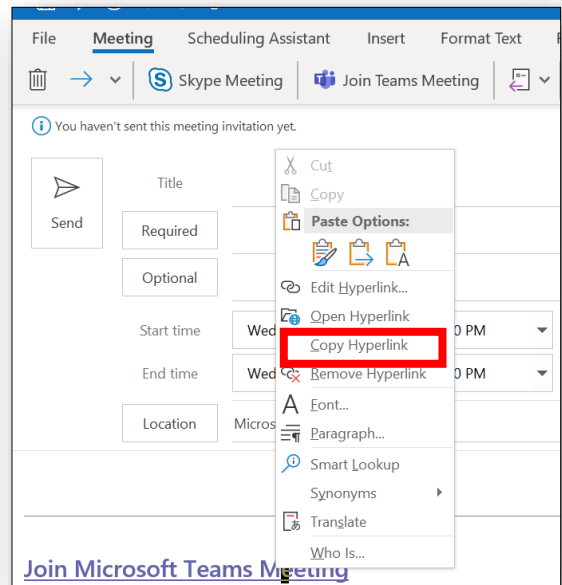 File Meeting Scheduling Assistant Insert Format Text
Skype Meeting Join Teams Meeting
You haven't sent this meeting invitation yet.
Send
Title
Required
Optional
Start time Wed 0 PM
End time Wed 0 PM
Location Micros
Cut
Copy
Paste Options:
Edit Hyperlink...
Open Hyperlink
Copy Hyperlink
Remove Hyperlink
Font...
Paragraph...
Smart Lookup
Synonyms
Translate
Who Is...
Join Microsoft Teams Meeting